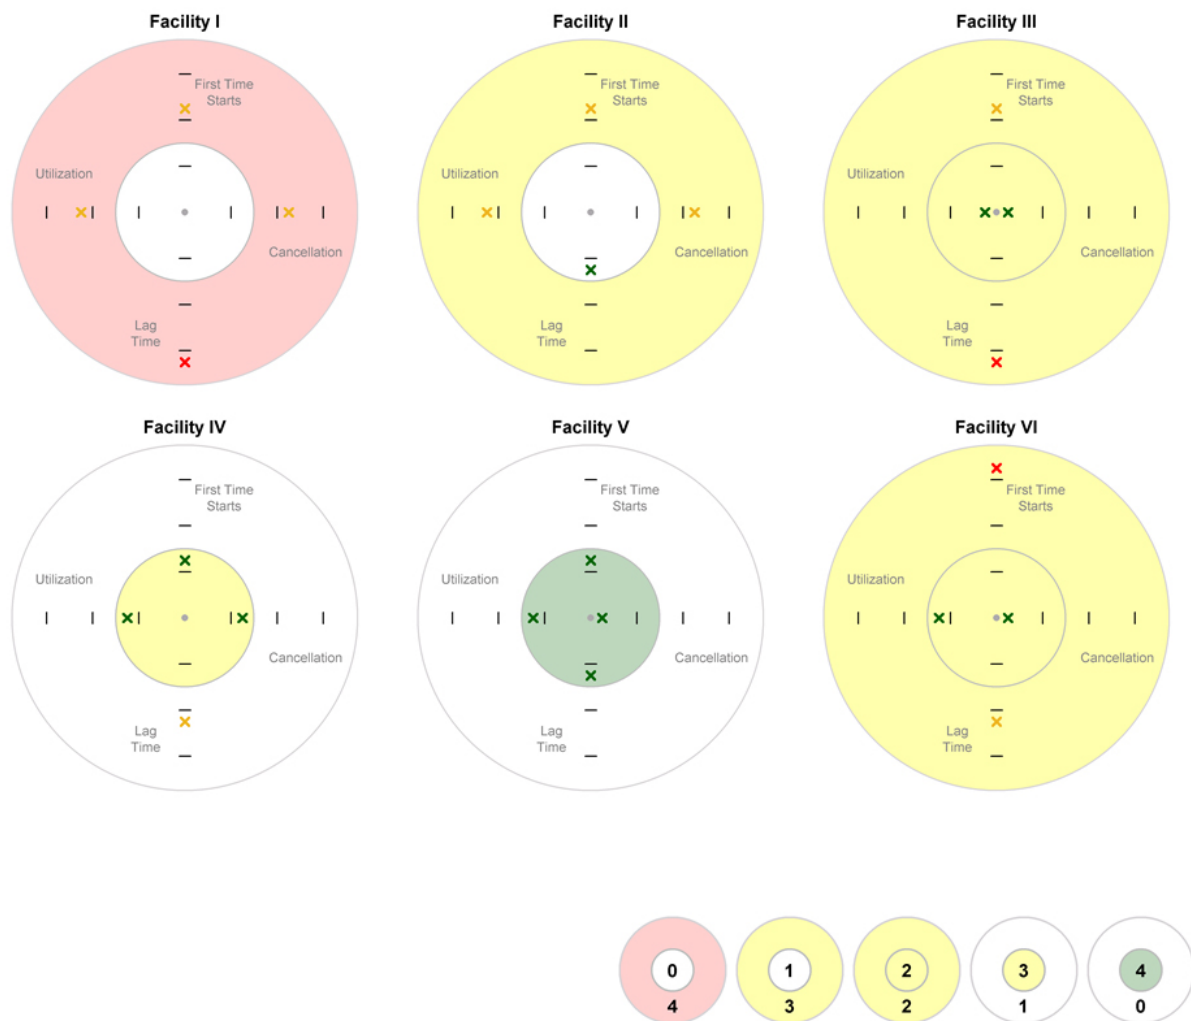 Facility I
Facility II
Facility III
First Time
Starts
First Time
Starts
First Time
Starts
Utilization
Utilization
Utilization
Cancellation
Cancellation
Cancellation
Lag
Time
Lag
Time
Lag
Time
Facility IV
Facility V
Facility VI
First Time
Starts
First Time
Starts
First Time
Starts
Utilization
Utilization
Utilization
Cancellation
Cancellation
Cancellation
Lag
Time
Lag
Time
Lag
Time
0
1
2
3
4
4
3
2
1
0